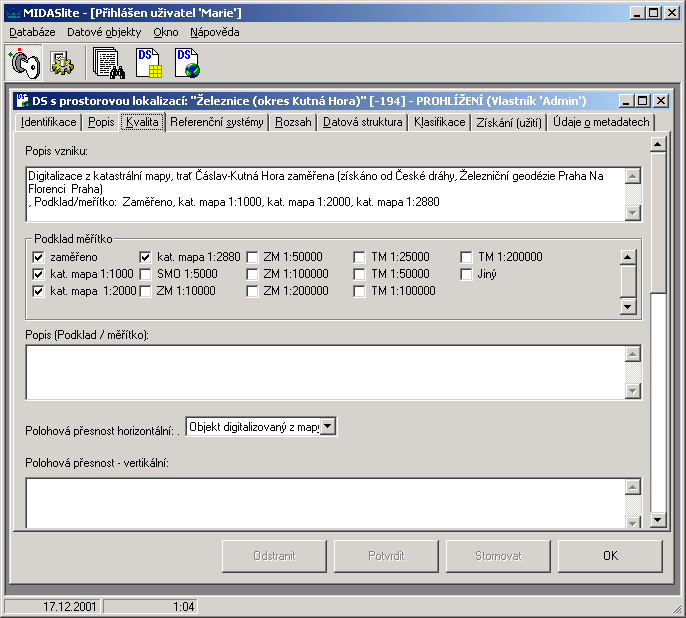 MIDASlite - [Přihlášen uživatel 'Marie']
Databáze Datové objekty Okno Nápověda
DS DS
DS s prostorovou lokalizací: "Železnice (okres Kutná Hora)" [-194] - PROHLÍŽENÍ (Vlastník 'Admin')
Identifikace Popis Kvalita Referenční systémy Rozsah Datová struktura Klasifikace Získání (užití) Údaje o metadatech
Popis vzniku:
Digitalizace z katastrální mapy, trať Čáslav-Kutná Hora zaměřena (získáno od České dráhy, Železniční geodézie Praha Na
Florenci Praha)
, Podklad/meřítko: Zaměřeno, kat. mapa 1:1000, kat. mapa 1:2000, kat. mapa 1:2880
Podklad měřítko
zaměřeno kat. mapa 1:2880 ZM 1:50000 TM 1:25000 TM 1:200000
kat. mapa 1:1000 SMO 1:5000 ZM 1:100000 TM 1:50000 Jiný
kat. mapa 1:2000 ZM 1:10000 ZM 1:200000 TM 1:100000
Popis (Podklad / měřítko):
Polohová přesnost horizontální: . Objekt digitalizovaný z mapy
Polohová přesnost - vertikální:
Odstranit Potvrdit Stornovat OK
17.12.2001 1:04